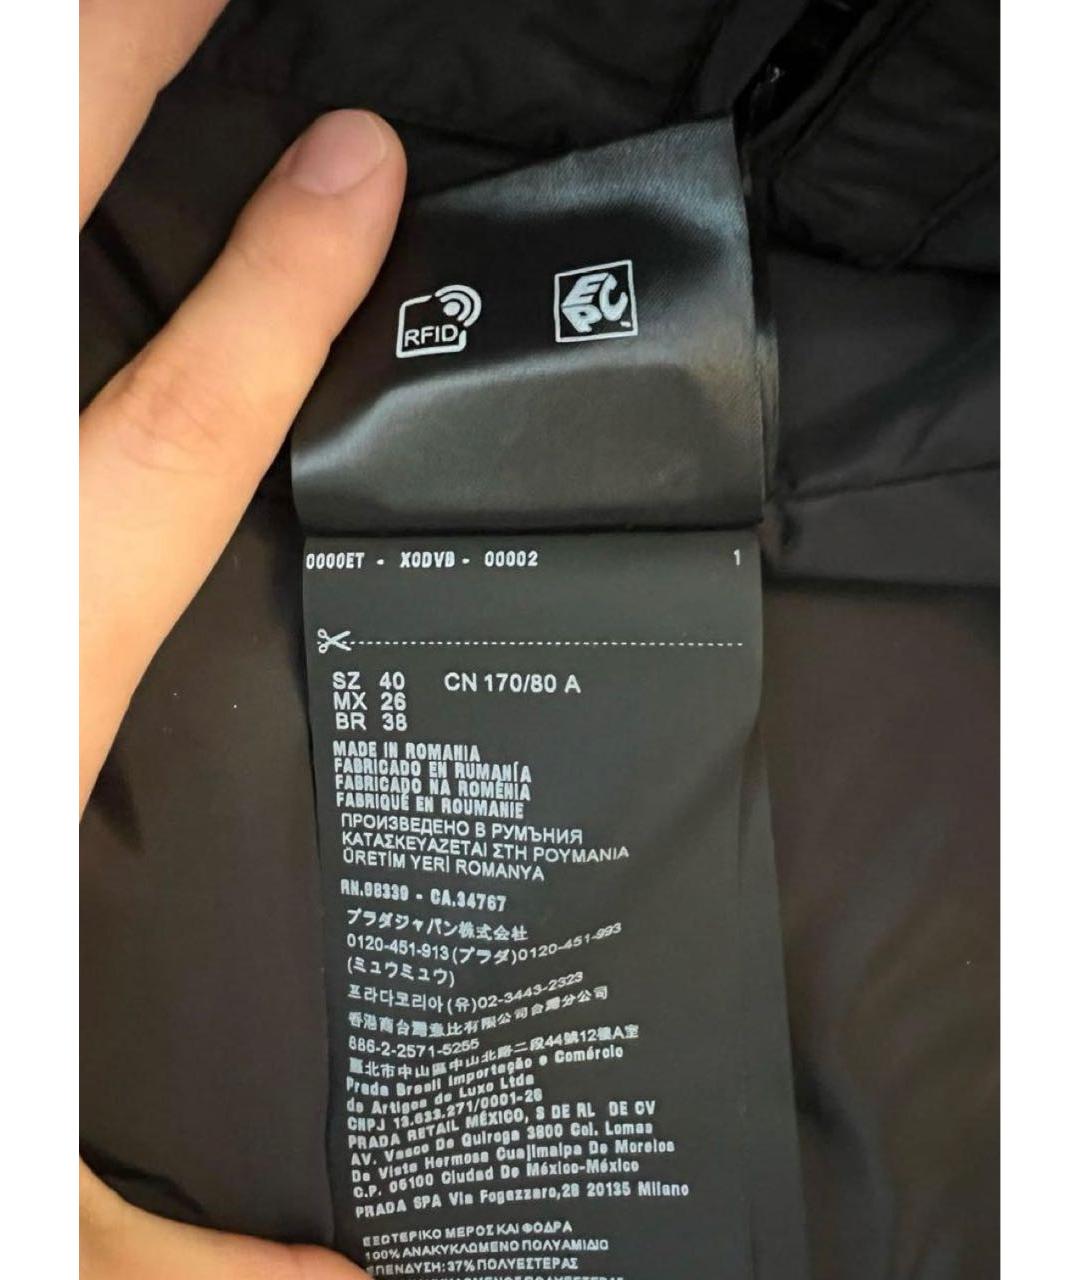 RFID
EPC
0000ET - X0DVB - 00002 1
SZ 40 CN 170/80 A
MX 26
BR 38
MADE IN ROMANIA
FABRICADO EN RUMANÍA
FABRICADO NA ROMÊNIA
FABRIQUÉ EN ROUMANIE
ПРОИЗВЕДЕНО В РУМЪНИЯ
ΚΑΤΑΣΚΕΥΑΖΕΤΑΙ ΣΤΗ ΡΟΥΜΑΝΙΑ
ÜRETİM YERİ ROMANYA
RN.98339 - CA.34767
プラダジャパン株式会社
0120-451-913(プラダ)0120-451-993
(ミュウミュウ)
프라다코리아(유)02-3443-2323
香港商台灣惠比有限公司台灣分公司
886-2-2571-5255
臺北市中山區中山北路二段44號12樓A室
Prada Brasil Importação e Comércio
de Artigos de Luxo Ltda
CNPJ 13.633.271/0001-28
PRADA RETAIL MÉXICO, S DE RL DE CV
AV. Vasco De Quiroga 3800 Col. Lomas
De Vista Hermosa Cuajimalpa De Morelos
C.P. 05100 Ciudad De México-México
PRADA SPA Via Fogazzaro,28 20135 Milano
ΕΞΩΤΕΡΙΚΟ ΜΕΡΟΣ ΚΑΙ ΦΟΔΡΑ
100% ΑΝΑΚΥΚΛΩΜΕΝΟ ΠΟΛΥΑΜΙΔΙΟ
ΕΠΕΝΔΥΣΗ: 37% ΠΟΛΥΕΣΤΕΡΑΣ